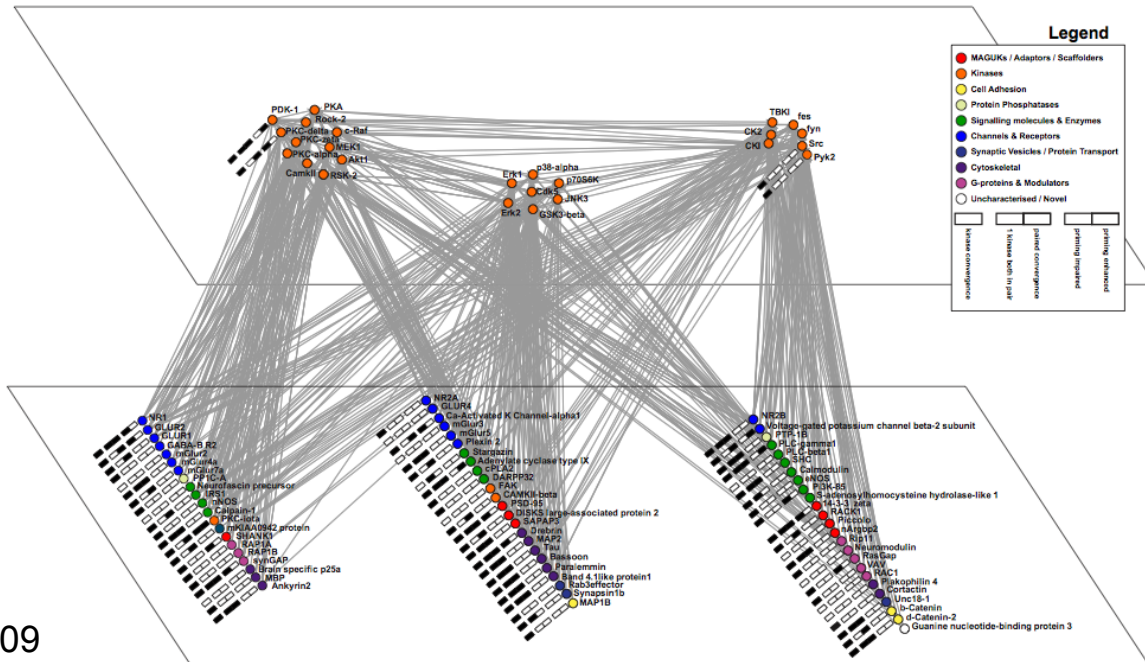 Legend
MAGUKs / Adaptors / Scaffolders
Kinases
Cell Adhesion
Protein Phosphatases
Signalling molecules & Enzymes
Channels & Receptors
Synaptic Vesicles / Protein Transport
Cytoskeletal
G-proteins & Modulators
Uncharacterised / Novel
kinase convergence
1 kinase both in pair
paired convergence
priming impaired
priming enhanced
PDK-1
PKA
Rock-2
PKC-delta
c-Raf
PKC-zeta
MEK1
PKC-alpha
Akt1
CamkII
RSK-2
Erk1
p38-alpha
p70S6K
Cdk5
JNK3
Erk2
GSK3-beta
TBKI
fes
fyn
CK2
CKI
Src
Pyk2
NR1
GLUR2
GLUR1
GABA-B R2
mGlur2
mGlur4a
mGlur7a
PP1C-A
Neurofascin precursor
IRS1
nNOS
Calpain-1
PKC-iota
mKIAA0942 protein
SHANK1
RAP1A
RAP1B
synGAP
Brain specific p25a
MBP
Ankyrin2
NR2A
GLUR4
Ca-Activated K Channel-alpha1
mGlur3
mGlur5
Plexin 2
Stargazin
Adenylate cyclase type IX
cPLA2
DARPP32
FAK
CAMKII-beta
PSD-95
DISKS large-associated protein 2
SAPAP3
Drebrin
MAP2
Tau
Bassoon
Paralemmin
Band 4.1like protein1
Rab3effector
Synapsin1b
MAP1B
NR2B
Voltage-gated potassium channel beta-2 subunit
PTP-1B
PLC-gamma1
PLC-beta1
SHC
Calmodulin
eNOS
PI3K-85
S-adenosylhomocysteine hydrolase-like 1
14-3-3 zeta
RACK1
Piccolo
nArgbp2
Rip11
Neuromodulin
RasGap
VAV
RAC1
Plakophilin 4
Cortactin
Unc18-1
b-Catenin
d-Catenin-2
Guanine nucleotide-binding protein 3
09